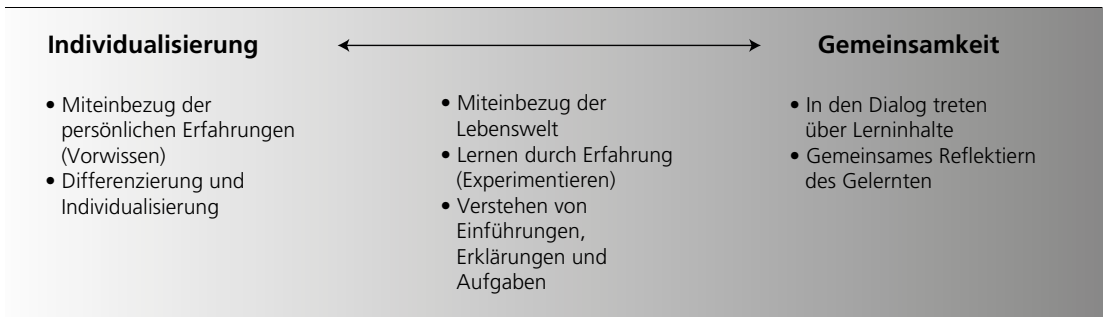 Individualisierung
Gemeinsamkeit
• Miteinbezug der
persönlichen Erfahrungen
(Vorwissen)
• Differenzierung und
Individualisierung
• Miteinbezug der
Lebenswelt
• Lernen durch Erfahrung
(Experimentieren)
• Verstehen von
Einführungen,
Erklärungen und
Aufgaben
• In den Dialog treten
über Lerninhalte
• Gemeinsames Reflektiern
des Gelernten